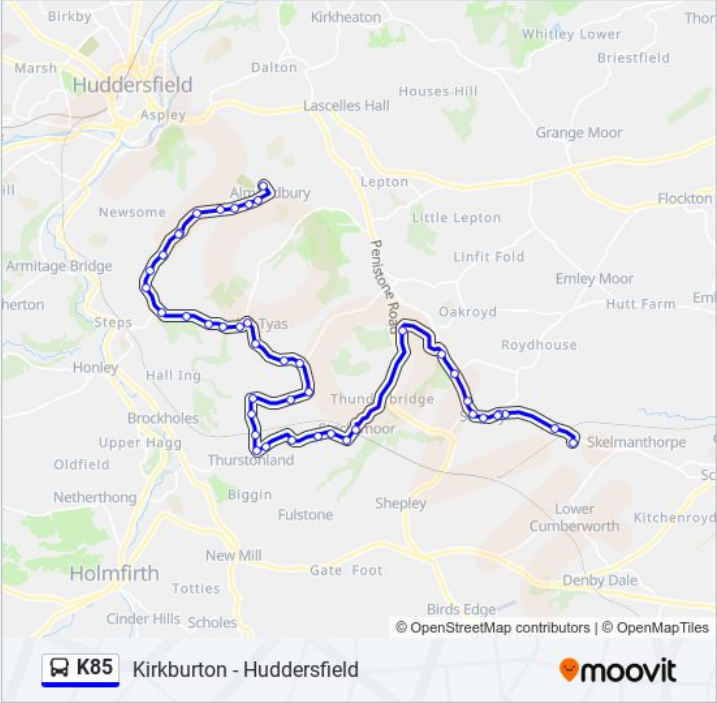 Birkby
Kirkheaton
Whitley Lower
Thor
Briestfield
Marsh
Dalton
Huddersfield
Houses Hill
Aspley
Lascelles Hall
Grange Moor
ill
Almondbury
Lepton
Flockton
Newsome
Little Lepton
Penistone Road
Linfit Fold
Armitage Bridge
Emley Moor
herton
Hutt Farm
Eml
Oakroyd
Steps
Tyas
Roydhouse
Honley
Hall Ing
Brockholes
Upper Hagg
Skelmanthorpe
Oldfield
Thurstonland
Sc
Netherthong
Biggin
Shepley
Fulstone
Lower
Cumberworth
Kitchenroyd
New Mill
Gate Foot
Holmfirth
Totties
Denby Dale
Birds Edge
Cinder Hills
Scholes
© OpenStreetMap contributors | © OpenMapTiles
K85
Kirkburton - Huddersfield
moovit